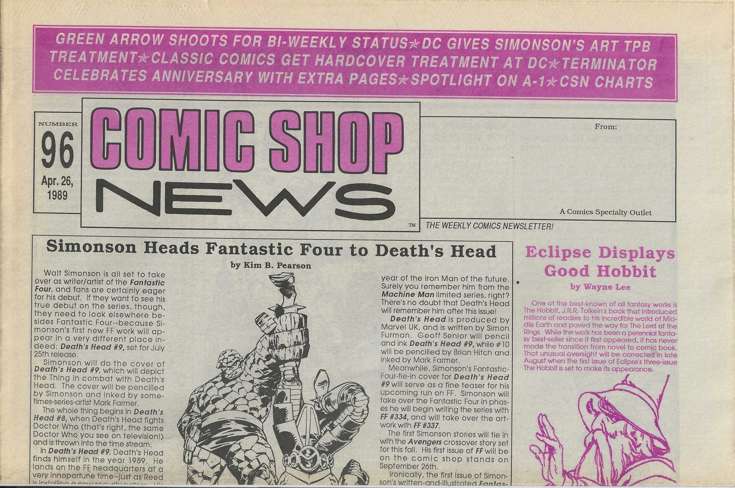 GREEN ARROW SHOOTS FOR BI-WEEKLY STATUS☆DC GIVES SIMONSON'S ART TPB
TREATMENT☆CLASSIC COMICS GET HARDCOVER TREATMENT AT DC☆TERMINATOR
CELEBRATES ANNIVERSARY WITH EXTRA PAGES☆SPOTLIGHT ON A-1☆CSN CHARTS
NUMBER
96
Apr. 26,
1989
COMIC SHOP
NEWS
TM
From:
A Comics Specialty Outlet
THE WEEKLY COMICS NEWSLETTER!
Simonson Heads Fantastic Four to Death's Head
by Kim B. Pearson
Walt Simonson is all set to take
over as writer/artist of the Fantastic
Four, and fans are certainly eager
for his debut. If they want to see his
true debut on the series, though,
they need to look elsewhere be-
sides Fantastic Four--because Si-
monson's first new FF work will ap-
pear in a very different place in-
deed: Death's Head #9, set for July
25th release.
Simonson will do the cover of
Death's Head #9, which will depict
the Thing in combat with Death's
Head. The cover will be pencilled
by Simonson and inked by some-
times-series-artist Mark Farmer.
The whole thing begins in Death's
Head #8, when Death's Head fights
Doctor Who (that's right, the same
Doctor Who you see on television!)
and is thrown into the time stream.
In Death's Head #9, Death's Head
finds himself in the year 1989. He
lands on the FF headquarters at a
very innopportune time--just as Reed
year of the Iron Man of the future.
Surely you remember him from the
Machine Man limited series, right?
There's no doubt that Death's Head
will remember him after this issue!
Death's Head is produced by
Marvel UK, and is written by Simon
Furman. Geoff Senior will pencil
and ink Death's Head #9, while #10
will be pencilled by Brian Hitch and
inked by Mark Farmer.
Meanwhile, Simonson's Fantastic-
Four-tie-in cover for Death's Head
#9 will serve as a fine teaser for his
upcoming run on FF. Simonson will
take over the Fantastic Four in phas-
es he will begin writing the series with
FF #334, and will take over the art-
work with FF #337.
The first Simonson stories will tie in
with the Avengers crossover story set
for this fall. His first issue of FF will be
on the comic shop stands on
September 26th.
Ironically, the first issue of Simon-
son's written-and-illustrated Fantas-
Eclipse Displays
Good Hobbit
by Wayne Lee
One of the best-known of all fantasy works is
The Hobbit, J.R.R. Tolkein's book that introduced
millions of readers to his incredible world of Mid-
dle Earth and paved the way for The Lord of the
Rings. While the work has been a perennial fanta-
sy best-seller since it first appeared, it has never
made the transition from novel to comic book.
That unusual oversight will be corrected in late
August when the first issue of Eclipse's three-issue
The Hobbit is set to make its appearance.